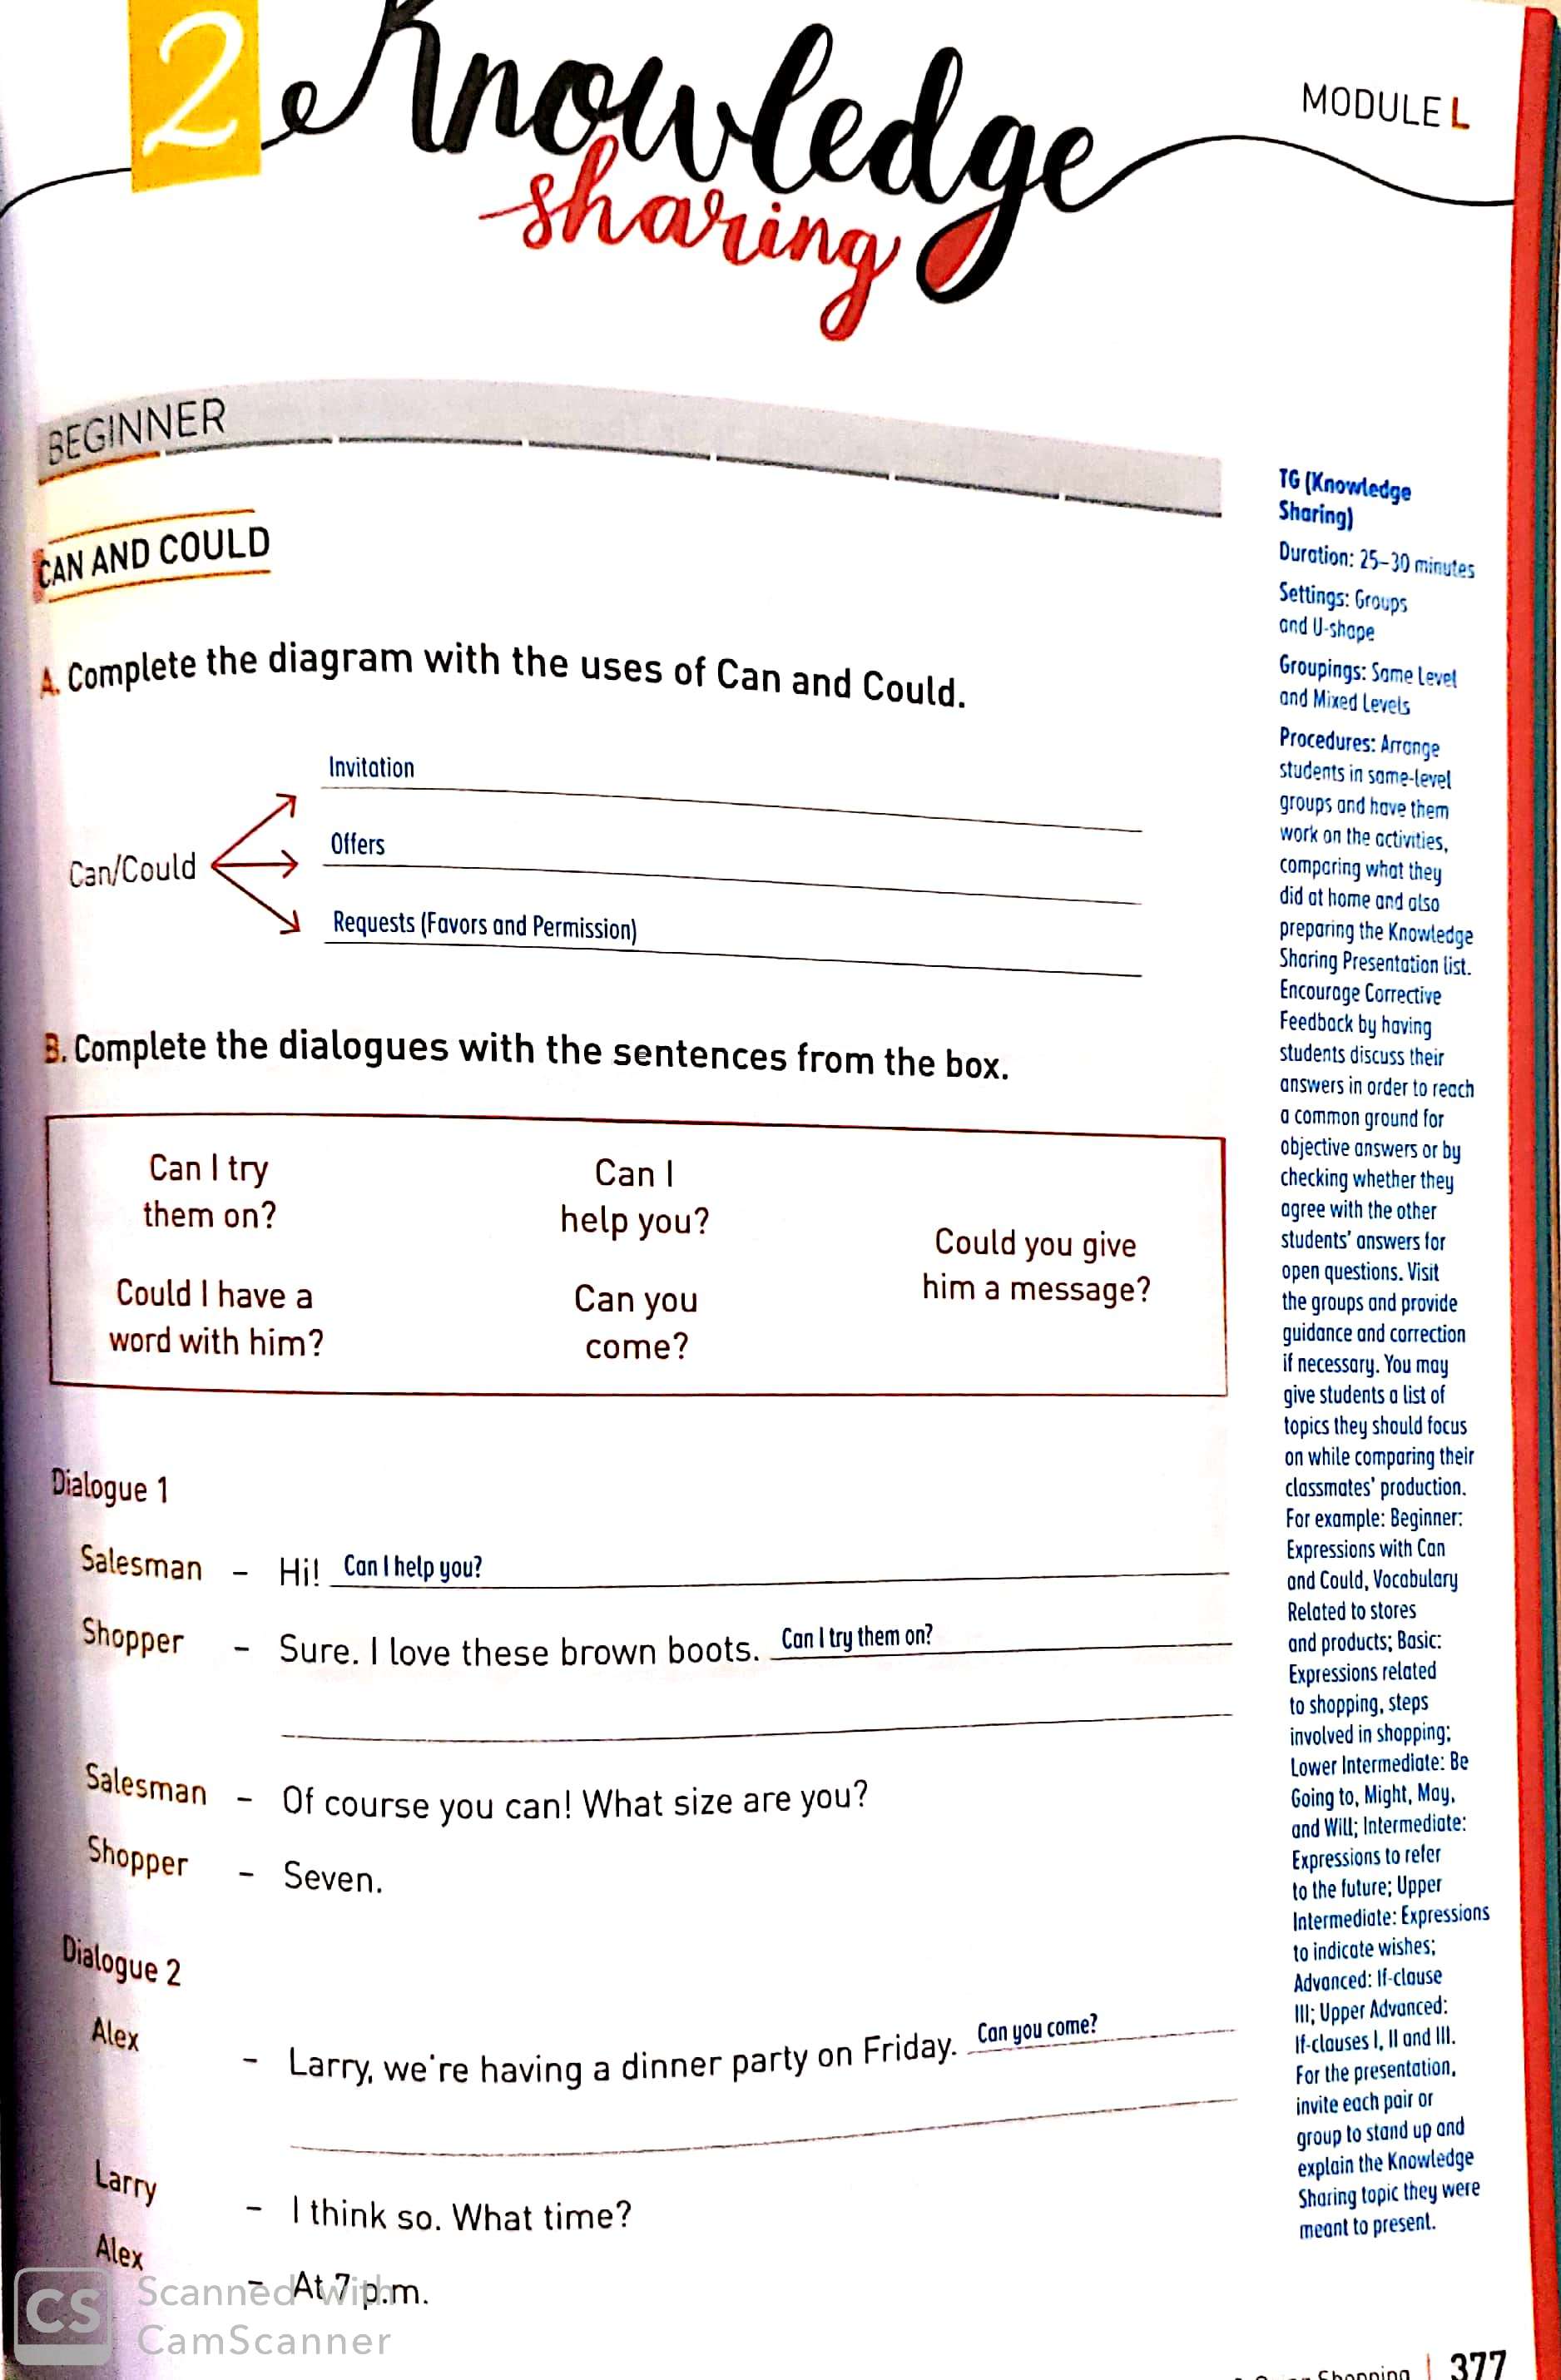 2 Knowledge
sharing
MODULE L
BEGINNER
CAN AND COULD
A. Complete the diagram with the uses of Can and Could.
Can/Could
Invitation
Offers
Requests (Favors and Permission)
B. Complete the dialogues with the sentences from the box.
Can I try
them on?
Can I
help you?
Could you give
him a message?
Could I have a
word with him?
Can you
come?
Dialogue 1
Salesman – Hi! Can I help you?
Shopper – Sure. I love these brown boots. Can I try them on?
Salesman – Of course you can! What size are you?
Shopper – Seven.
Dialogue 2
Alex – Larry, we're having a dinner party on Friday. Can you come?
Larry – I think so. What time?
Alex – At 7 p.m.
TG (Knowledge
Sharing)
Duration: 25–30 minutes
Settings: Groups
and U-shape
Groupings: Same Level
and Mixed Levels
Procedures: Arrange
students in same-level
groups and have them
work on the activities,
comparing what they
did at home and also
preparing the Knowledge
Sharing Presentation list.
Encourage Corrective
Feedback by having
students discuss their
answers in order to reach
a common ground for
objective answers or by
checking whether they
agree with the other
students' answers for
open questions. Visit
the groups and provide
guidance and correction
if necessary. You may
give students a list of
topics they should focus
on while comparing their
classmates' production.
For example: Beginner:
Expressions with Can
and Could, Vocabulary
Related to stores
and products; Basic:
Expressions related
to shopping, steps
involved in shopping;
Lower Intermediate: Be
Going to, Might, May,
and Will; Intermediate:
Expressions to refer
to the future; Upper
Intermediate: Expressions
to indicate wishes;
Advanced: If-clause
III; Upper Advanced:
If-clauses I, II and III.
For the presentation,
invite each pair or
group to stand up and
explain the Knowledge
Sharing topic they were
meant to present.
CS Scanned with
CamScanner
Shopping | 377